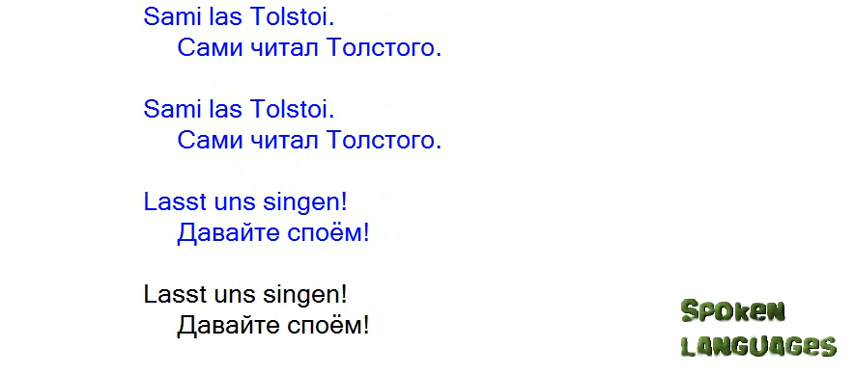 Sami las Tolstoi.
Сами читал Толстого.
Sami las Tolstoi.
Сами читал Толстого.
Lasst uns singen!
Давайте споём!
Lasst uns singen!
Давайте споём!
Spoken
Languages